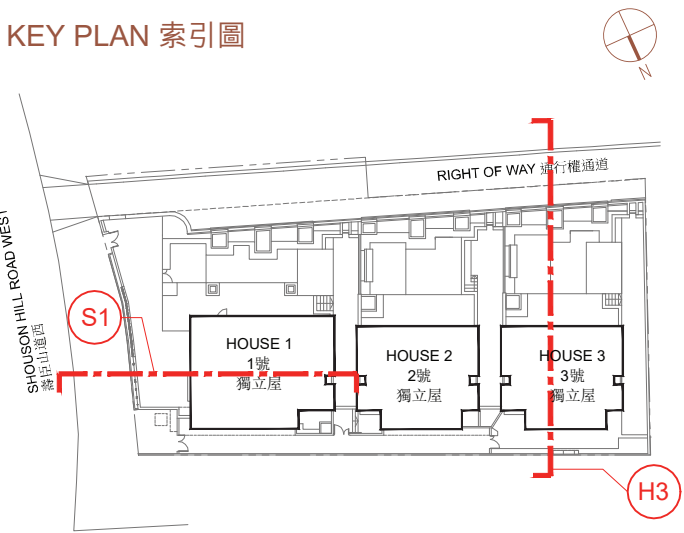 KEY PLAN 索引圖
N
RIGHT OF WAY 通行權通道
SHOUSON HILL ROAD WEST
壽臣山道西
S1
HOUSE 1
1號
獨立屋
HOUSE 2
2號
獨立屋
HOUSE 3
3號
獨立屋
H3